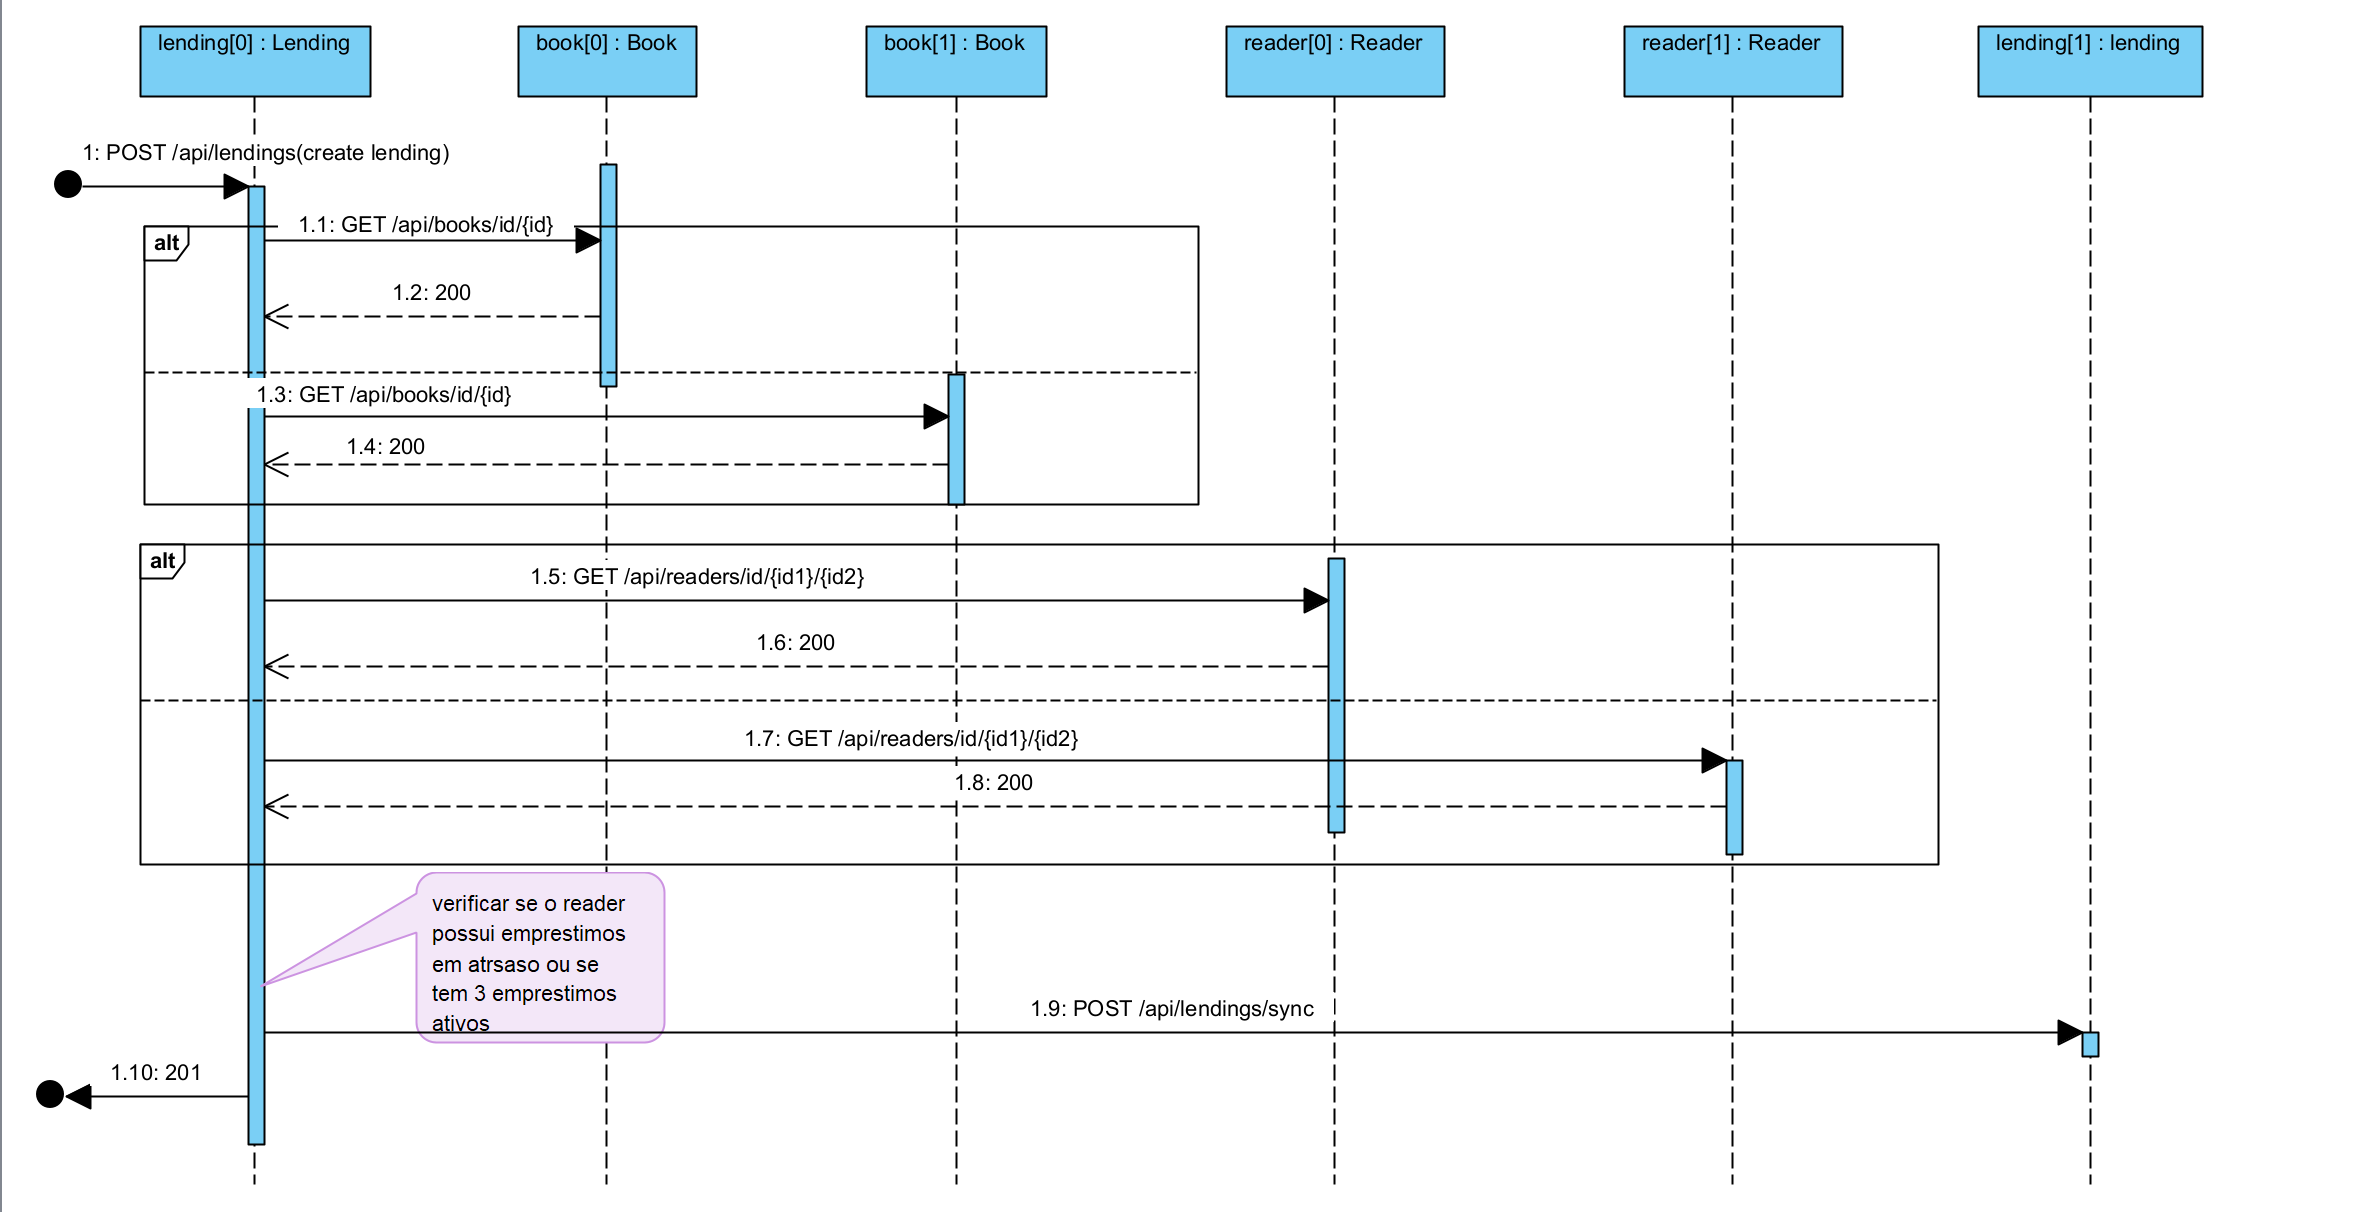 lending[0] : Lending
book[0] : Book
book[1] : Book
reader[0] : Reader
reader[1] : Reader
lending[1] : lending
1: POST /api/lendings(create lending)
alt
1.1: GET /api/books/id/{id}
1.2: 200
1.3: GET /api/books/id/{id}
1.4: 200
alt
1.5: GET /api/readers/id/{id1}/{id2}
1.6: 200
1.7: GET /api/readers/id/{id1}/{id2}
1.8: 200
verificar se o reader
possui emprestimos
em atrsaso ou se
tem 3 emprestimos
ativos
1.9: POST /api/lendings/sync
1.10: 201